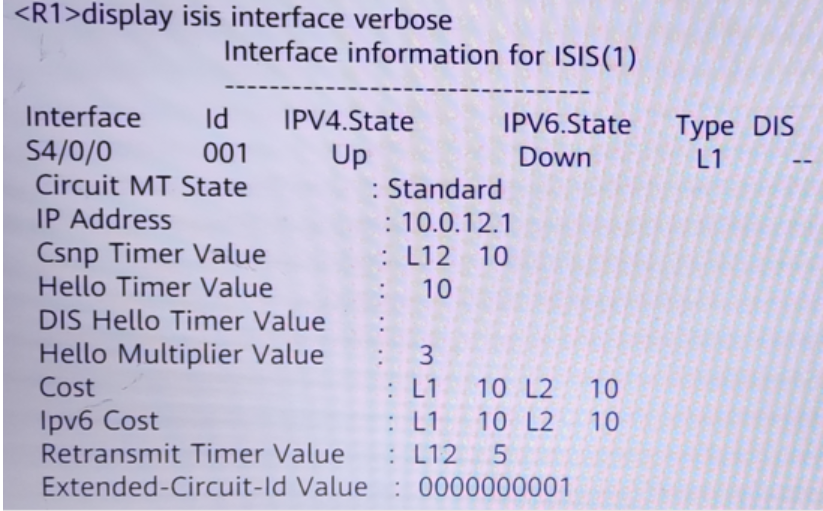 <R1>display isis interface verbose
Interface information for ISIS(1)
---------------------------------
Interface Id IPV4.State IPV6.State Type DIS
S4/0/0 001 Up Down L1 --
Circuit MT State : Standard
IP Address : 10.0.12.1
Csnp Timer Value : L12 10
Hello Timer Value : 10
DIS Hello Timer Value :
Hello Multiplier Value : 3
Cost : L1 10 L2 10
Ipv6 Cost : L1 10 L2 10
Retransmit Timer Value : L12 5
Extended-Circuit-Id Value : 0000000001